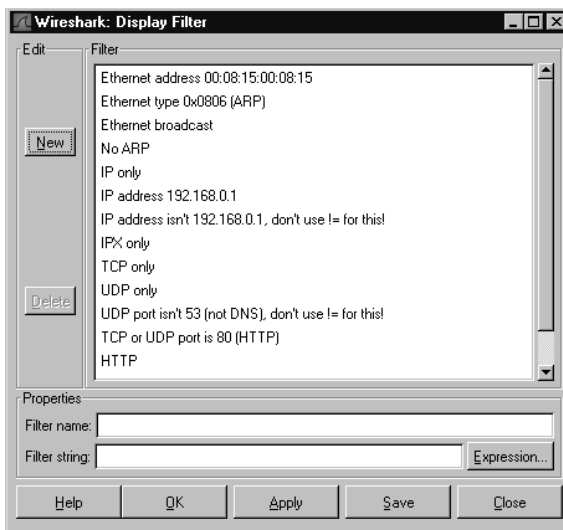 Wireshark: Display Filter
Edit
Filter
New
Delete
Ethernet address 00:08:15:00:08:15
Ethernet type 0x0806 (ARP)
Ethernet broadcast
No ARP
IP only
IP address 192.168.0.1
IP address isn't 192.168.0.1, don't use != for this!
IPX only
TCP only
UDP only
UDP port isn't 53 (not DNS), don't use != for this!
TCP or UDP port is 80 (HTTP)
HTTP
Properties
Filter name:
Filter string:
Expression...
Help
OK
Apply
Save
Close